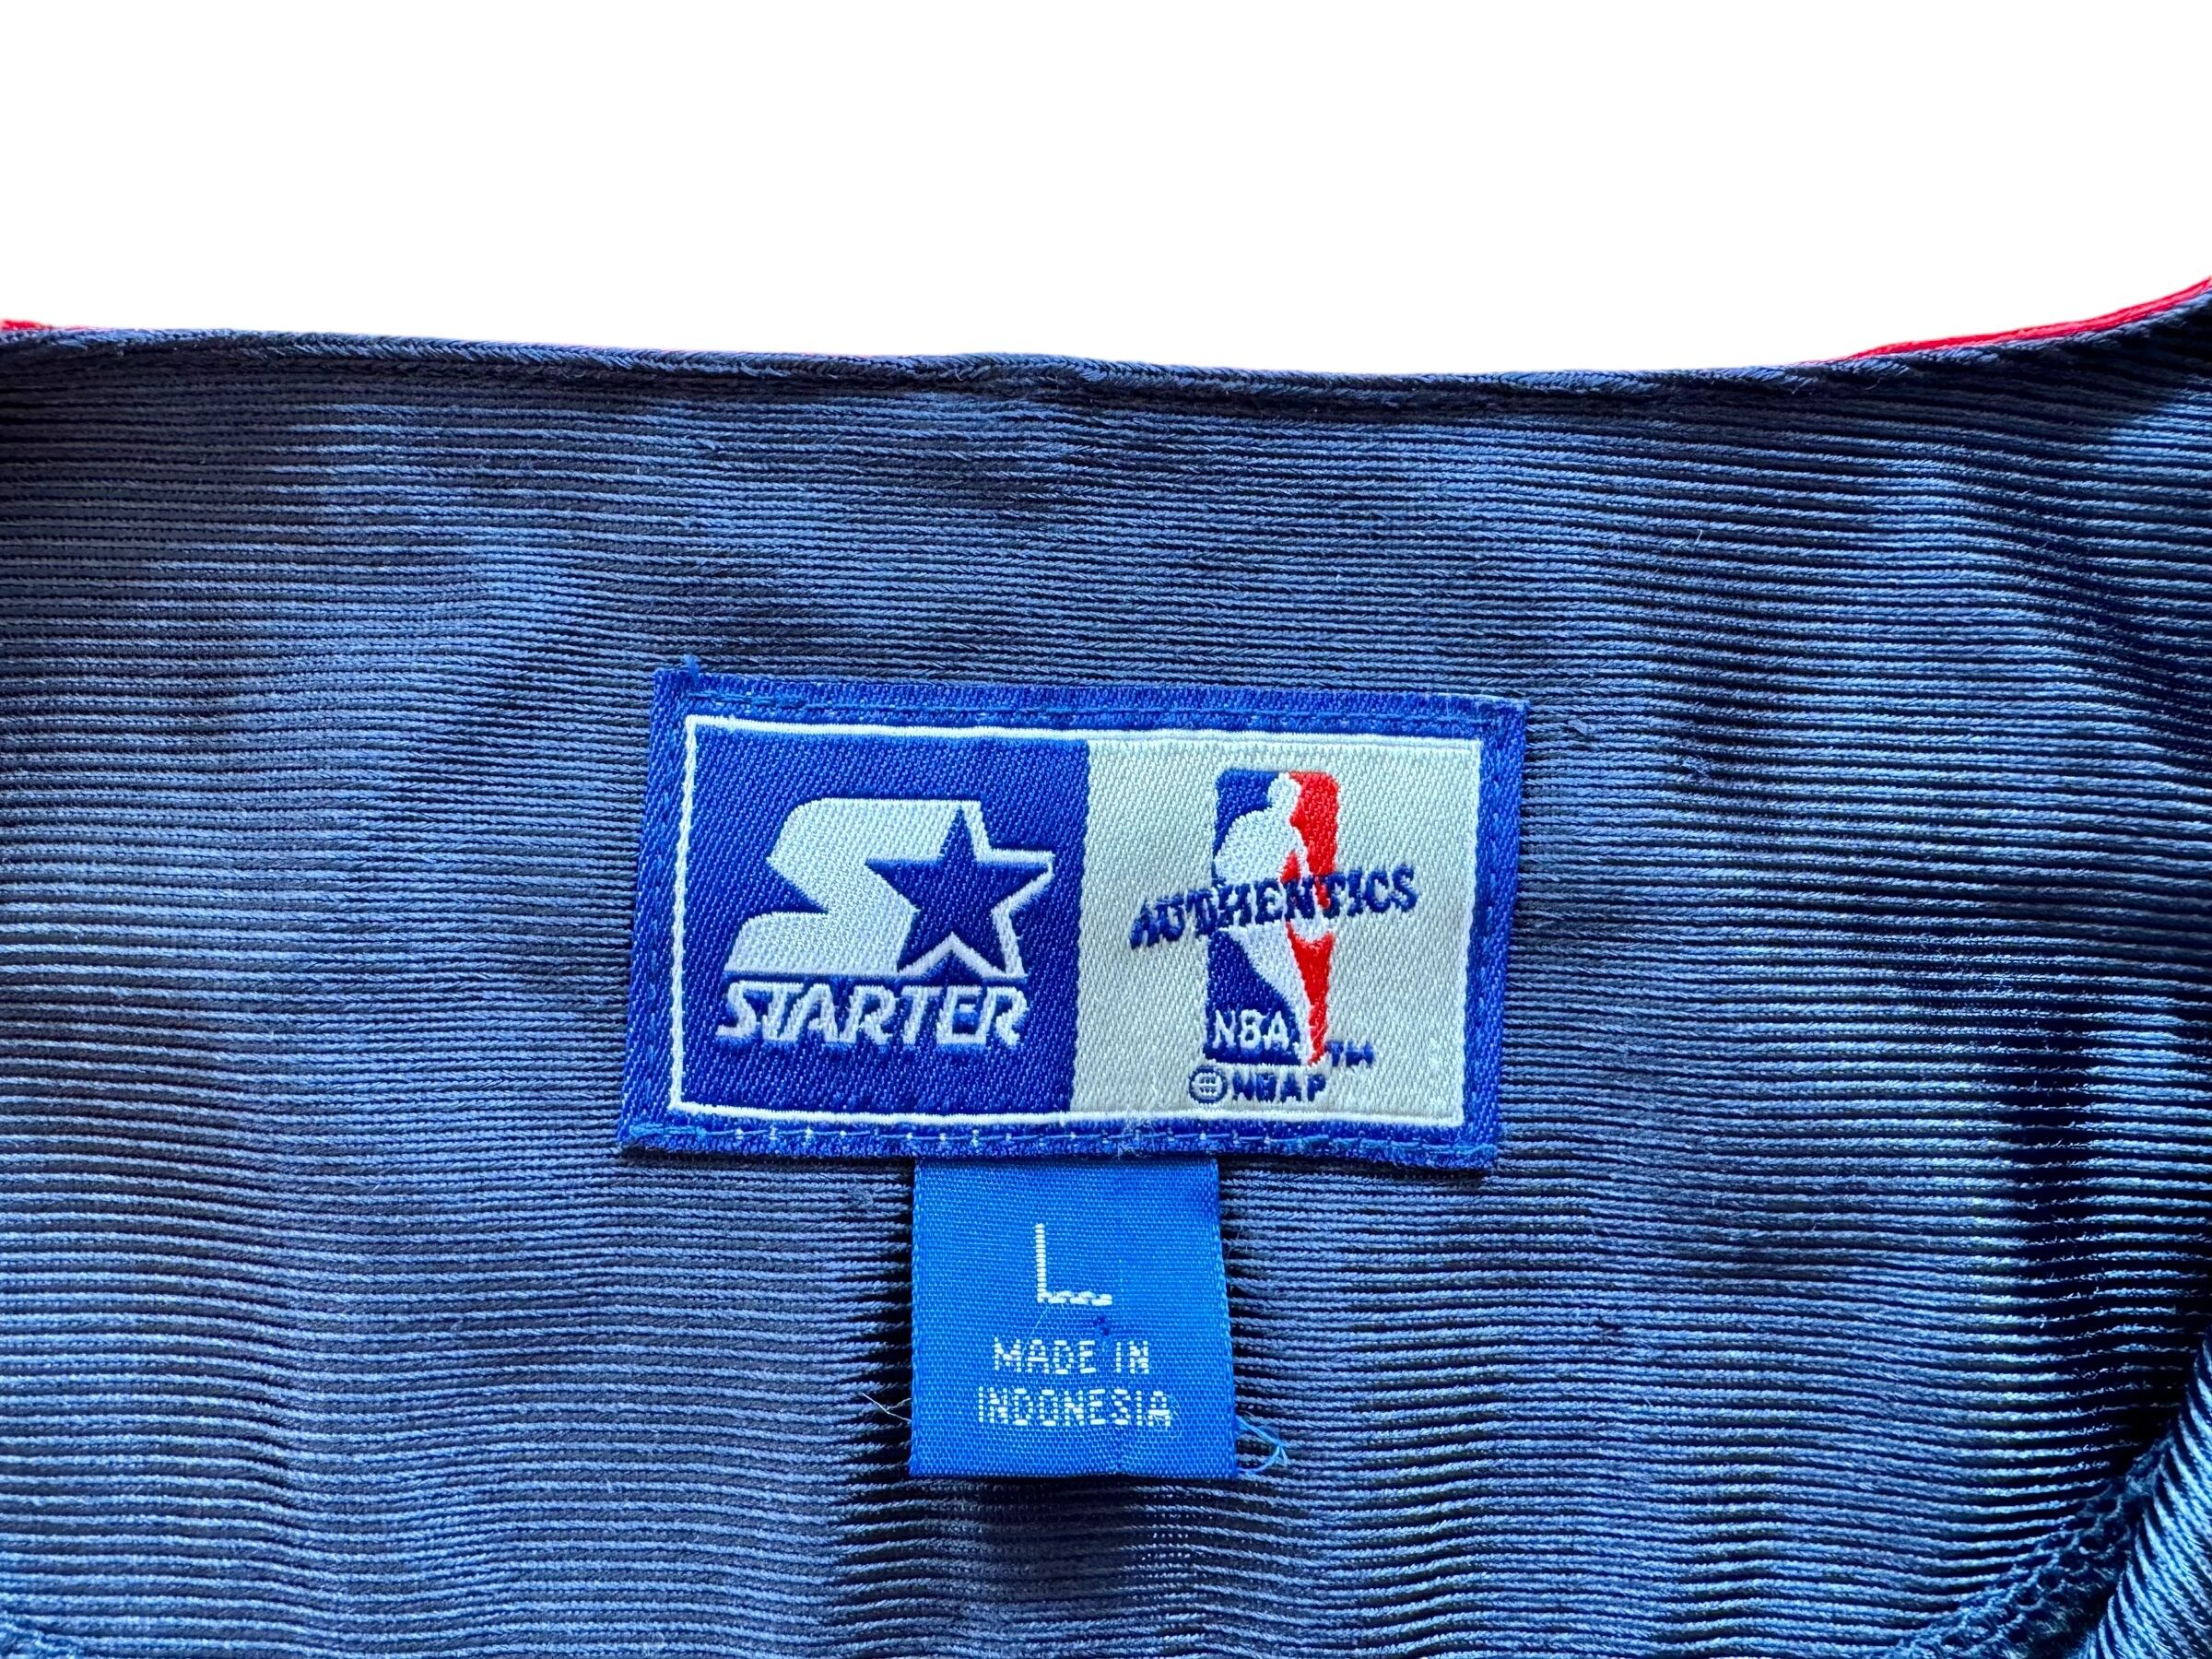 STARTER
AUTHENTICS
NBA
TM
©NBAP
L
MADE IN
INDONESIA